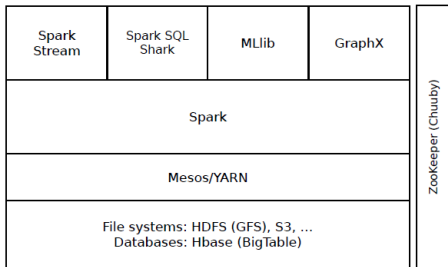 Spark
Stream
Spark SQL
Shark
MLlib
GraphX
Spark
Mesos/YARN
File systems: HDFS (GFS), S3, ...
Databases: Hbase (BigTable)
ZooKeeper (Chuuby)